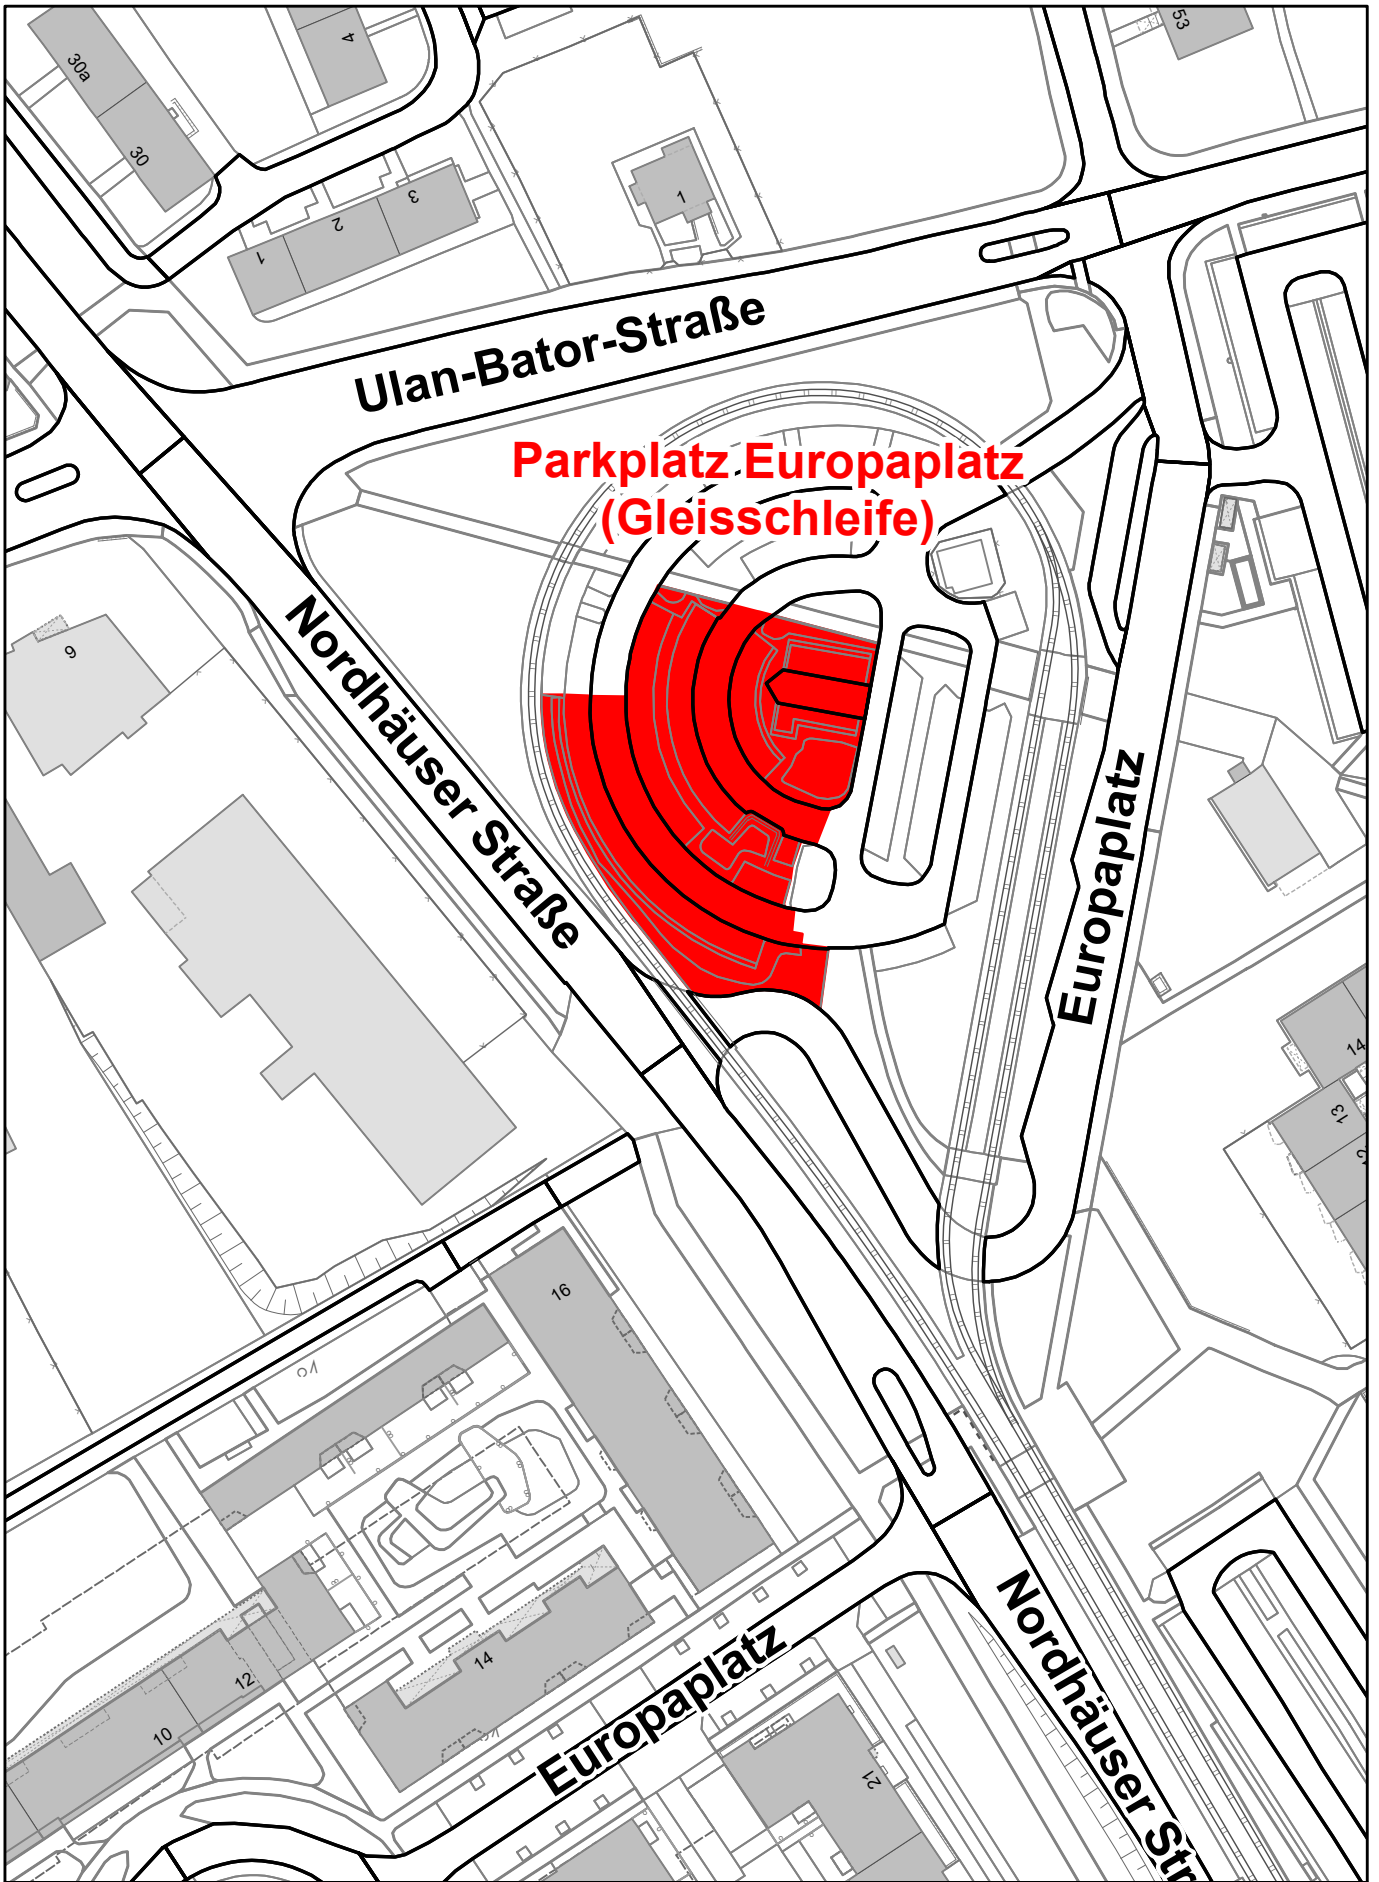 53
4
30a
30
3
2
1
1
Ulan-Bator-Straße
Parkplatz Europaplatz
(Gleisschleife)
Nordhäuser Straße
9
Europaplatz
14
13
16
14
12
10
Europaplatz
21
Nordhäuser Str